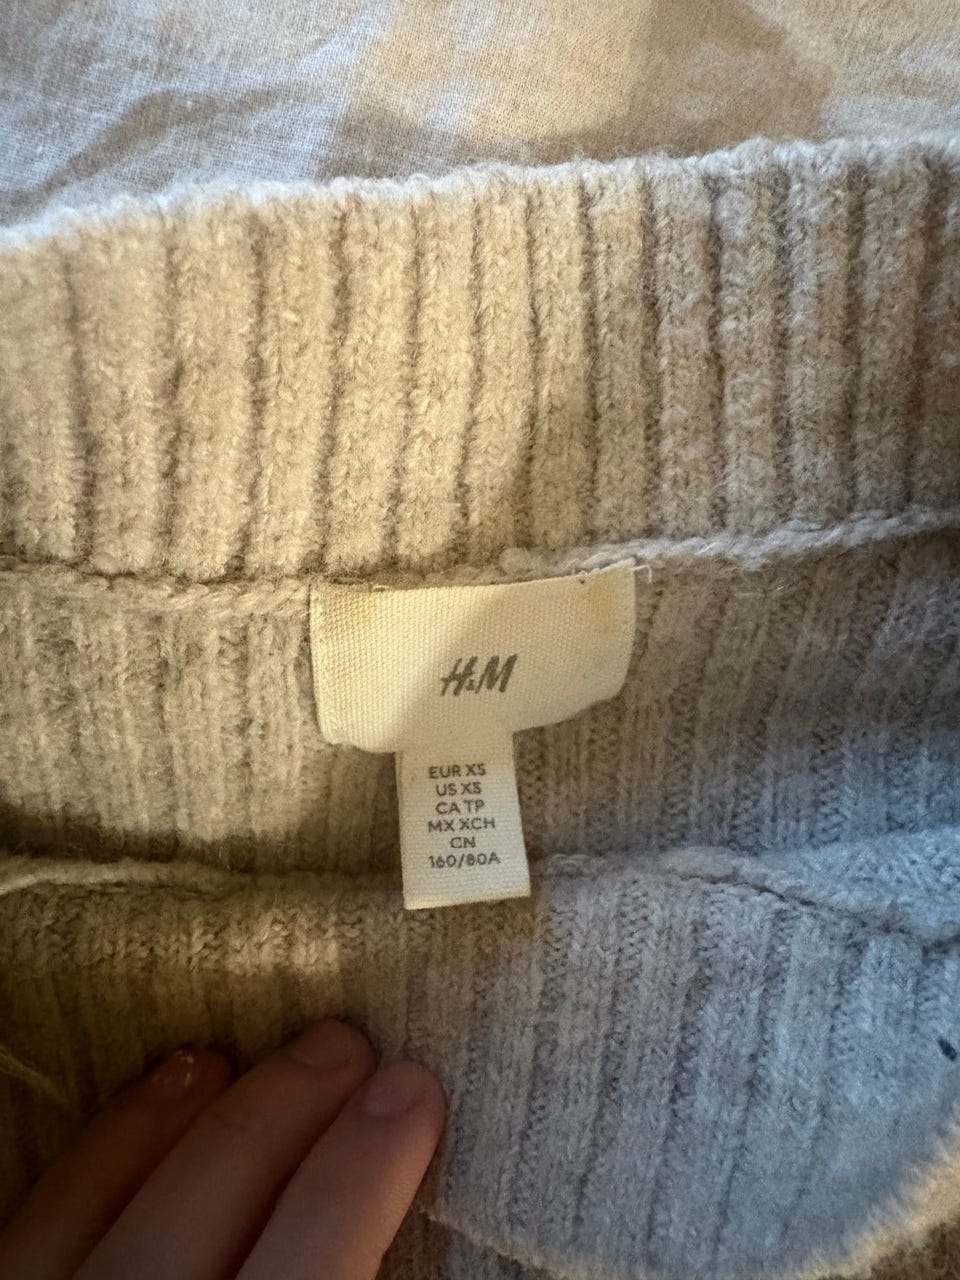 H&M
EUR XS
US XS
CA TP
MX XCH
CN
160/80A